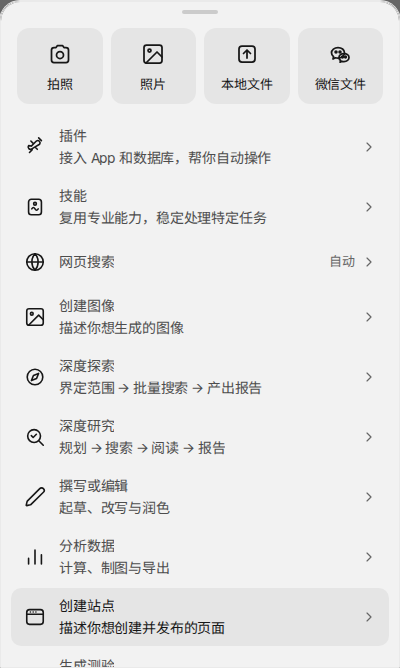 拍照
照片
本地文件
微信文件
插件
接入 App 和数据库，帮你自动操作
技能
复用专业能力，稳定处理特定任务
网页搜索
自动
创建图像
描述你想生成的图像
深度探索
界定范围 → 批量搜索 → 产出报告
深度研究
规划 → 搜索 → 阅读 → 报告
撰写或编辑
起草、改写与润色
分析数据
计算、制图与导出
创建站点
描述你想创建并发布的页面
生成测验